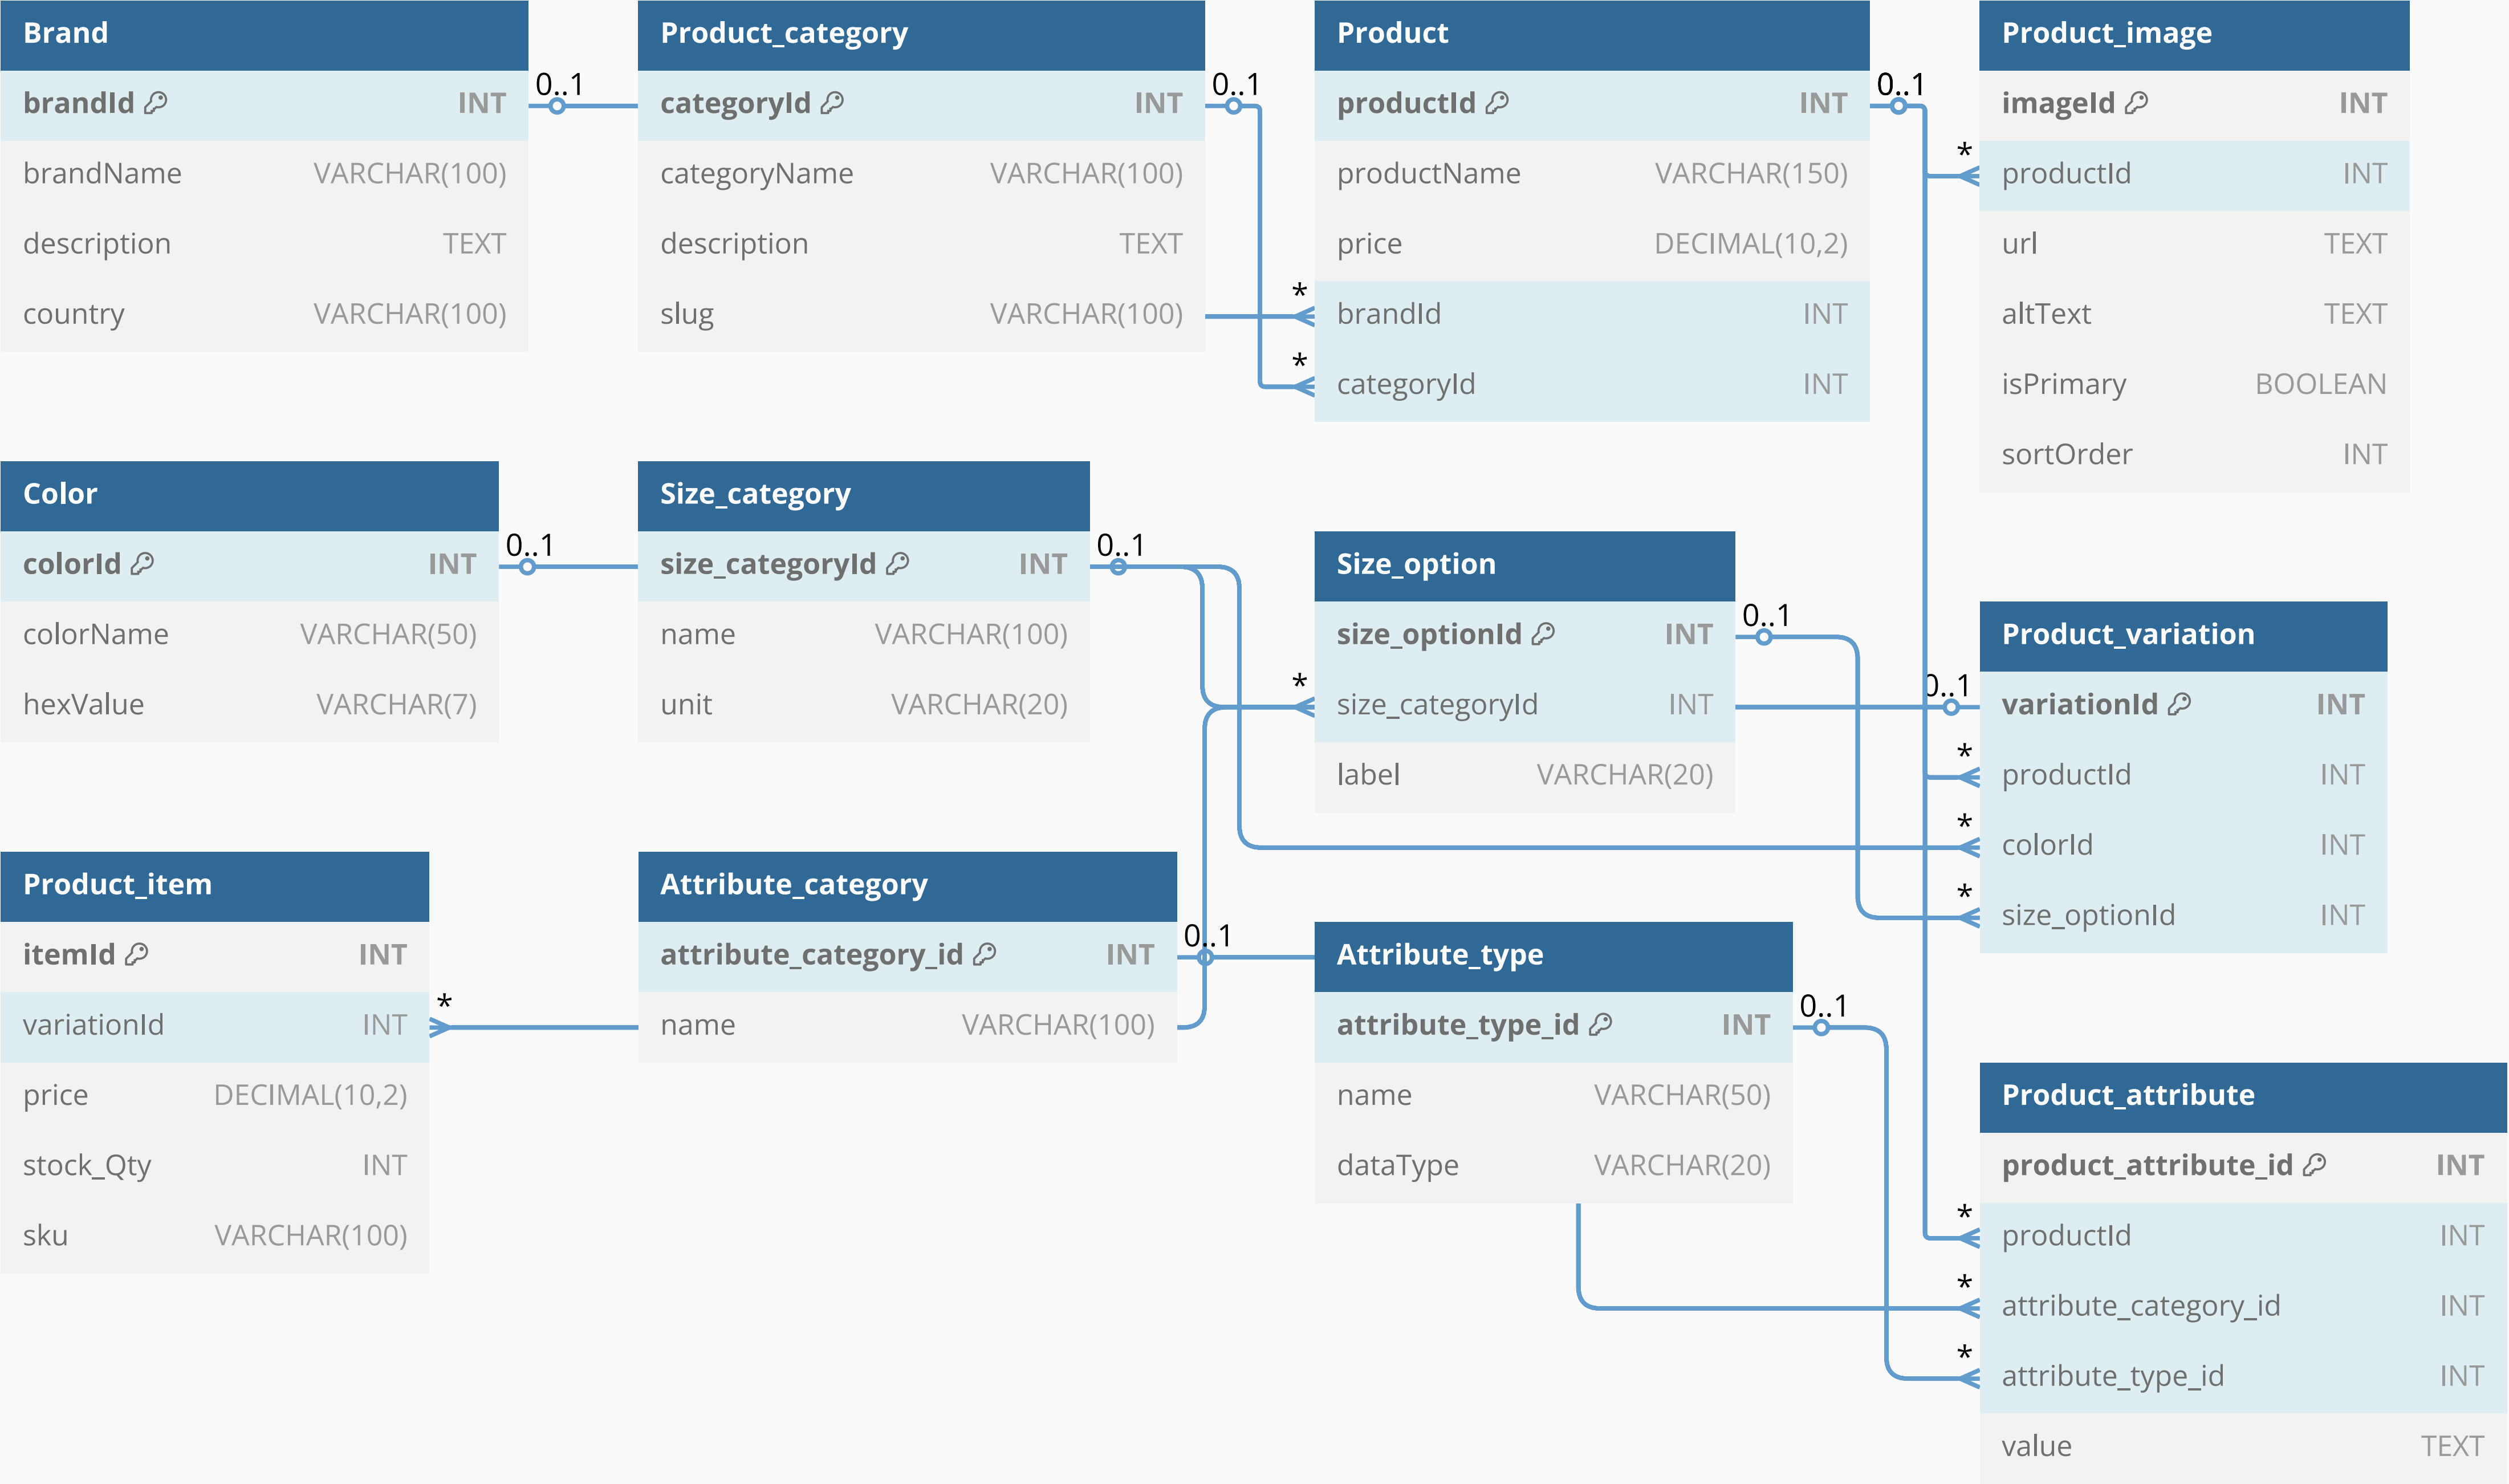 Brand
brandId INT
brandName VARCHAR(100)
description TEXT
country VARCHAR(100)
0..1
Product_category
categoryId INT
categoryName VARCHAR(100)
description TEXT
slug VARCHAR(100)
0..1
*
*
Product
productId INT
productName VARCHAR(150)
price DECIMAL(10,2)
brandId INT
categoryId INT
0..1
*
Product_image
imageId INT
productId INT
url TEXT
altText TEXT
isPrimary BOOLEAN
sortOrder INT
Color
colorId INT
colorName VARCHAR(50)
hexValue VARCHAR(7)
0..1
Size_category
size_categoryId INT
name VARCHAR(100)
unit VARCHAR(20)
0..1
*
Size_option
size_optionId INT
size_categoryId INT
label VARCHAR(20)
0..1
0..1
*
*
*
Product_variation
variationId INT
productId INT
colorId INT
size_optionId INT
Product_item
itemId INT
variationId INT
price DECIMAL(10,2)
stock_Qty INT
sku VARCHAR(100)
*
Attribute_category
attribute_category_id INT
name VARCHAR(100)
0..1
Attribute_type
attribute_type_id INT
name VARCHAR(50)
dataType VARCHAR(20)
0..1
*
*
*
Product_attribute
product_attribute_id INT
productId INT
attribute_category_id INT
attribute_type_id INT
value TEXT